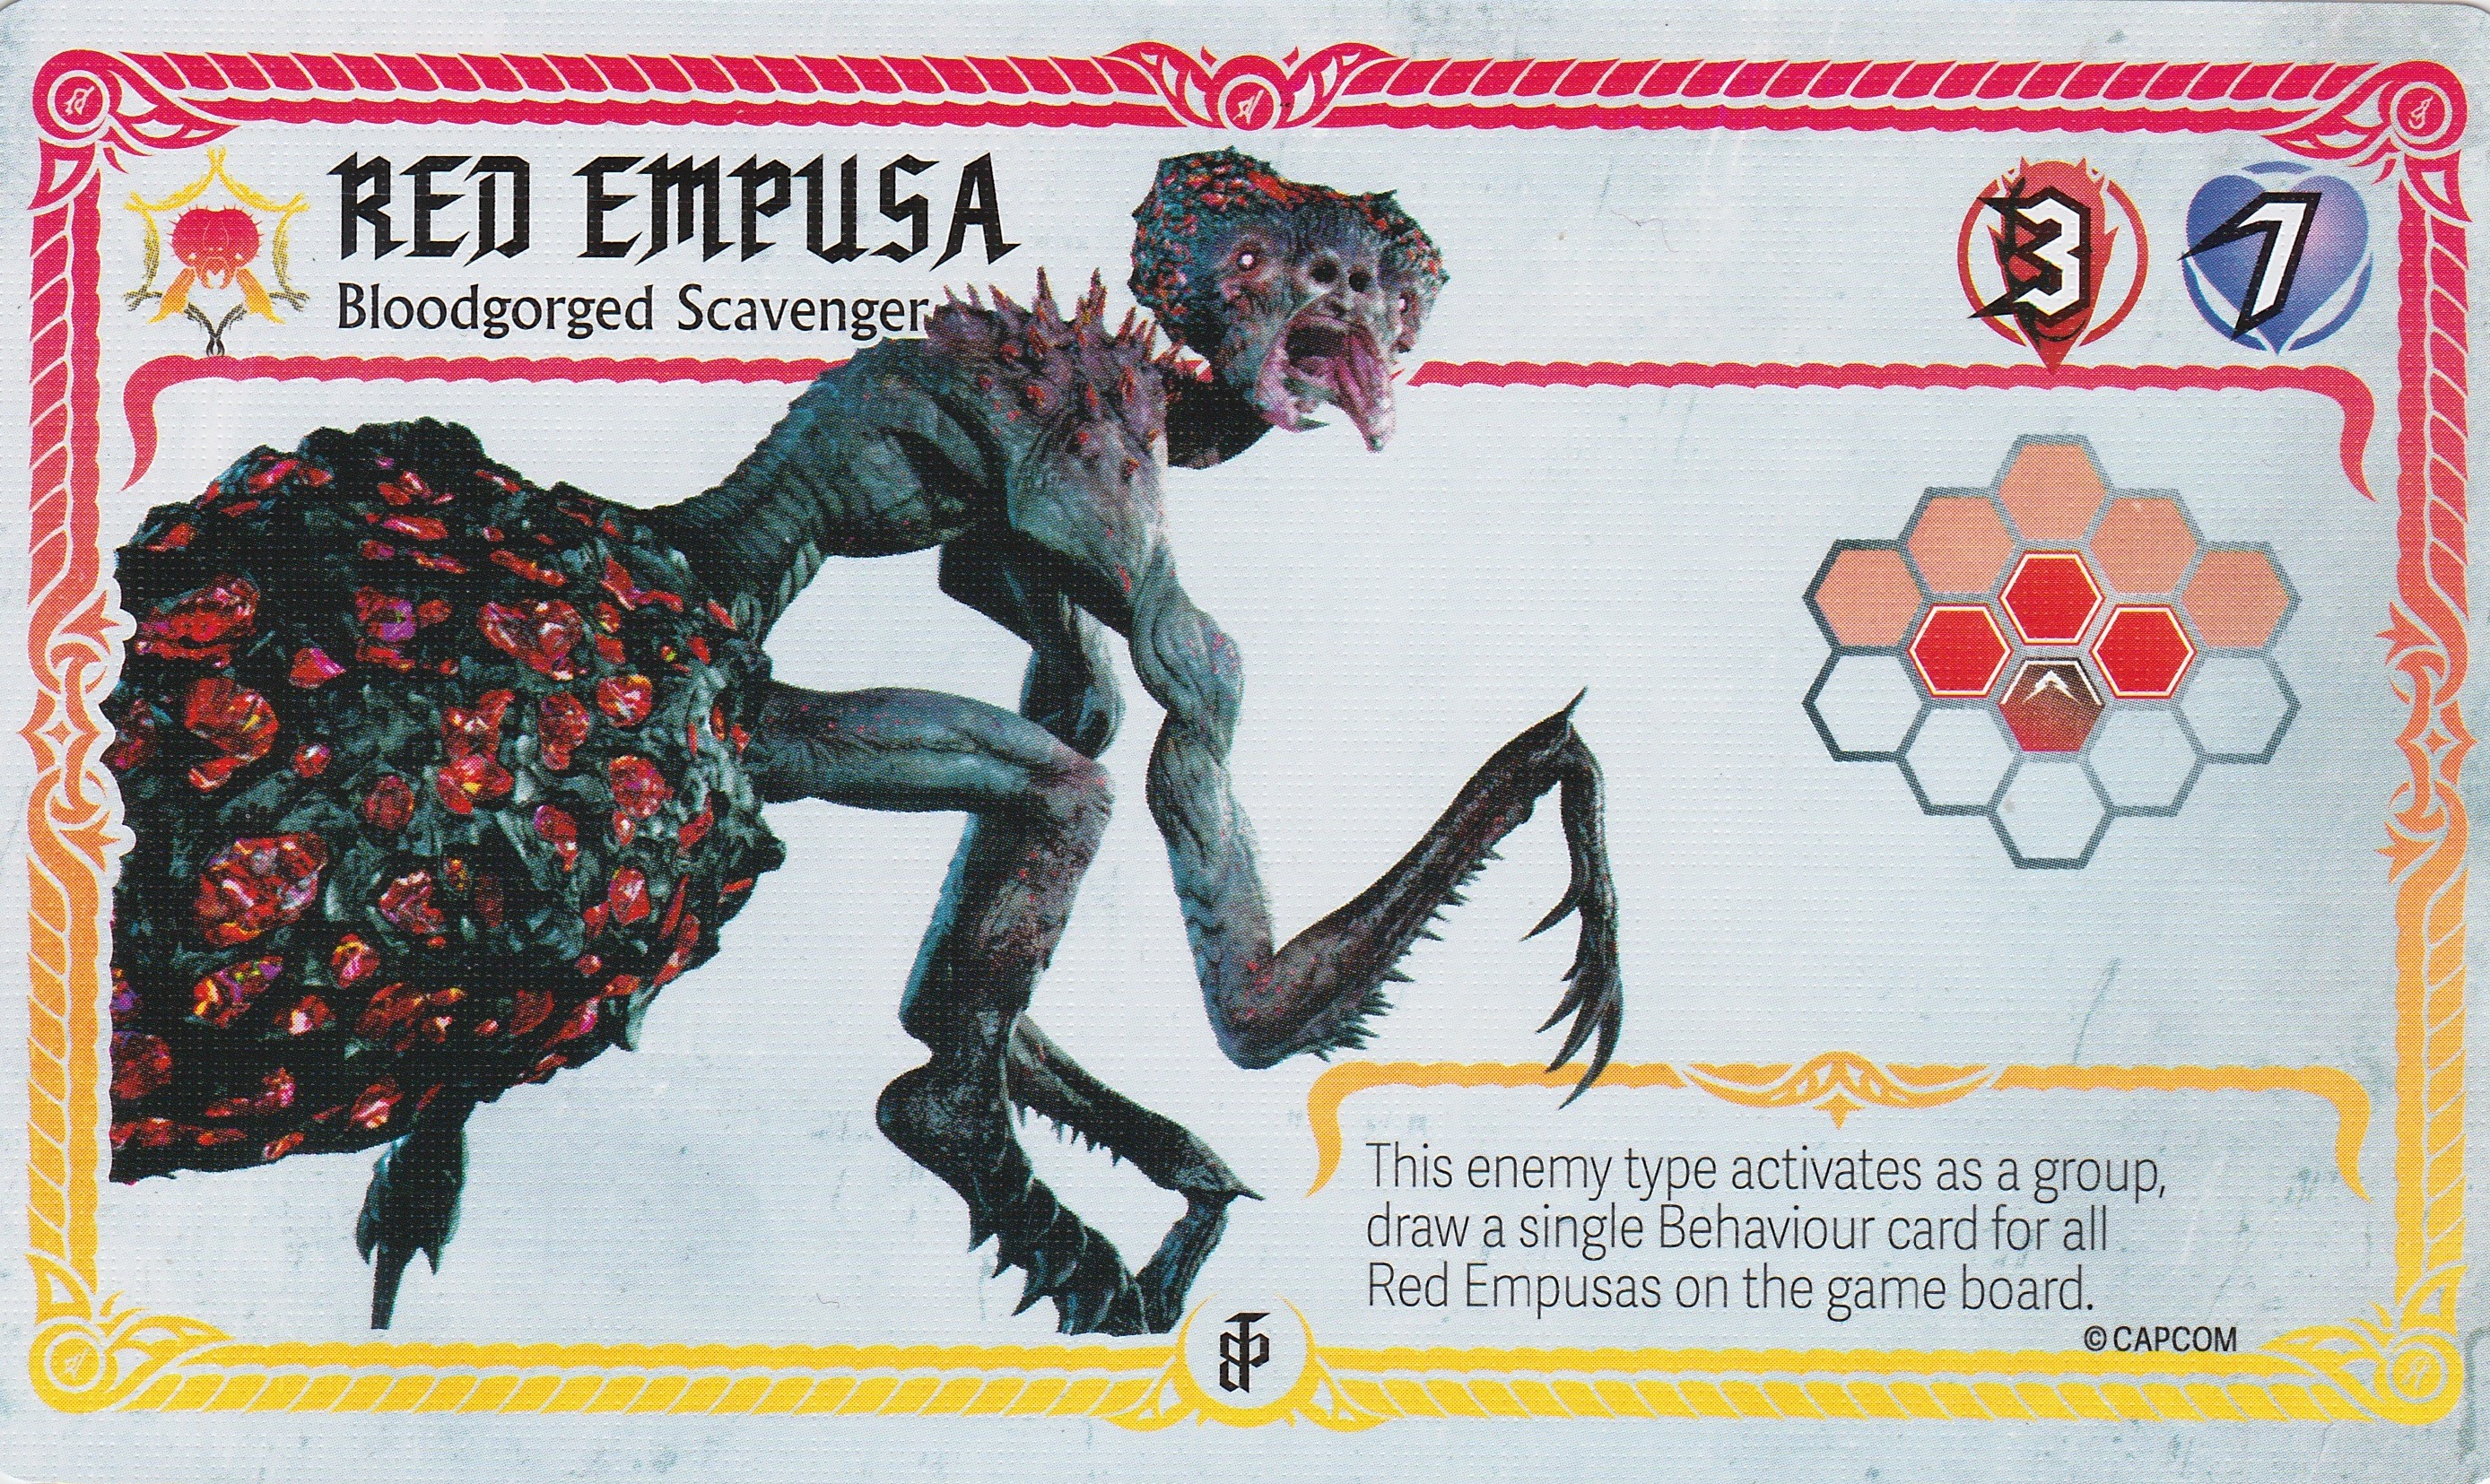 RED EMPUSA
Bloodgorged Scavenger
3 1
This enemy type activates as a group,
draw a single Behaviour card for all
Red Empusas on the game board.
© CAPCOM